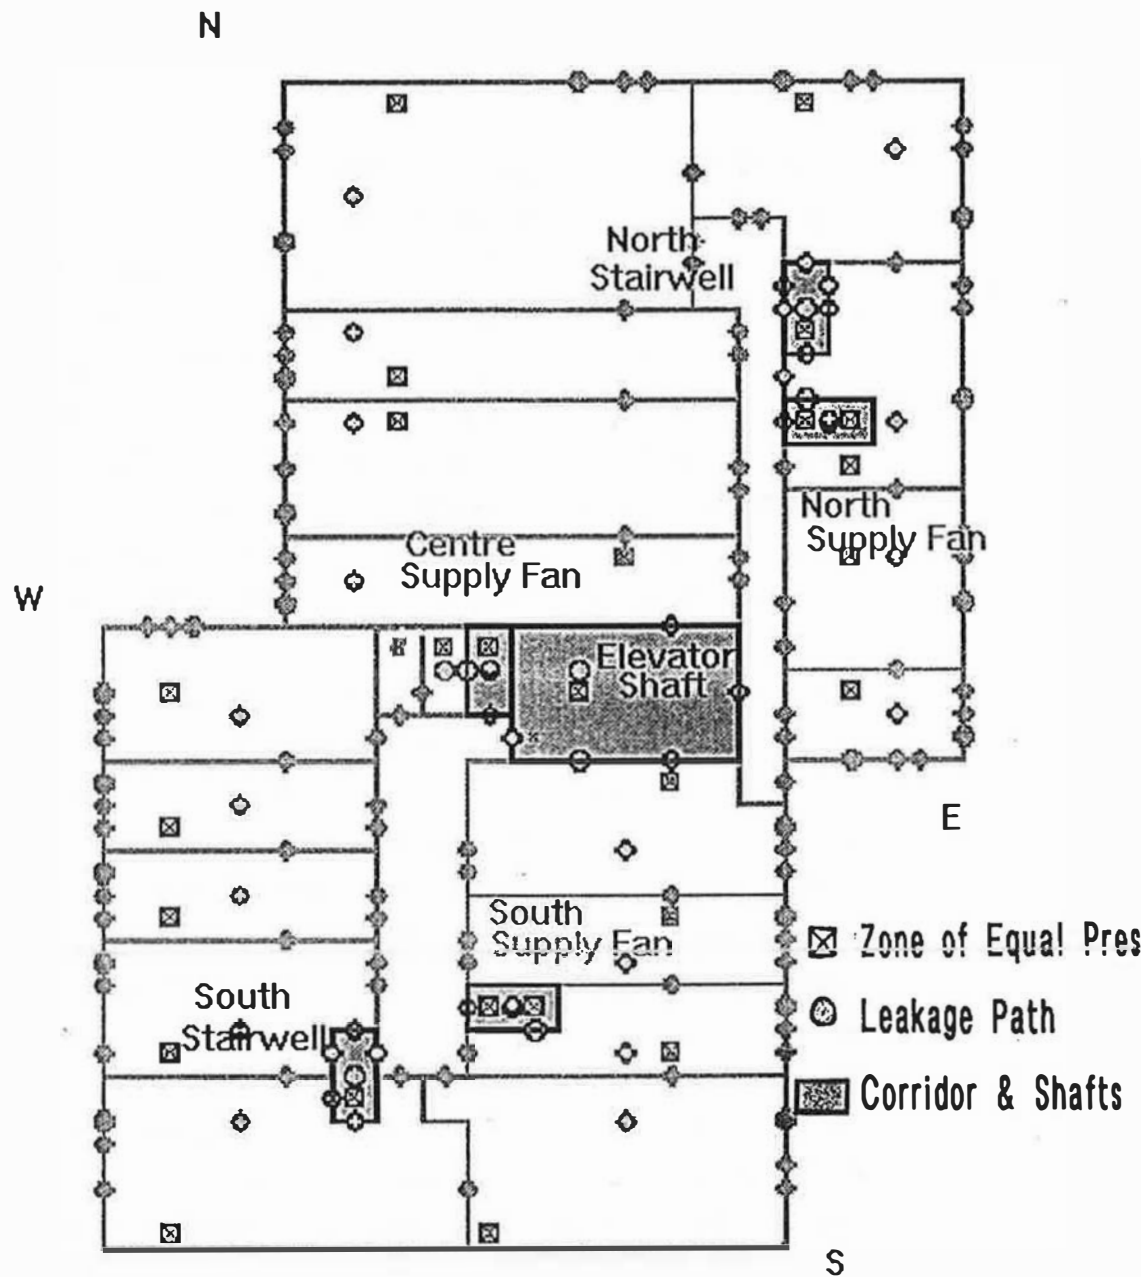 N
North
Stairwell
North
Supply Fan
Centre
Supply Fan
W
Elevator
Shaft
E
South
Supply Fan
Zone of Equal Pres
South
Stairwell
Leakage Path
Corridor & Shafts
S